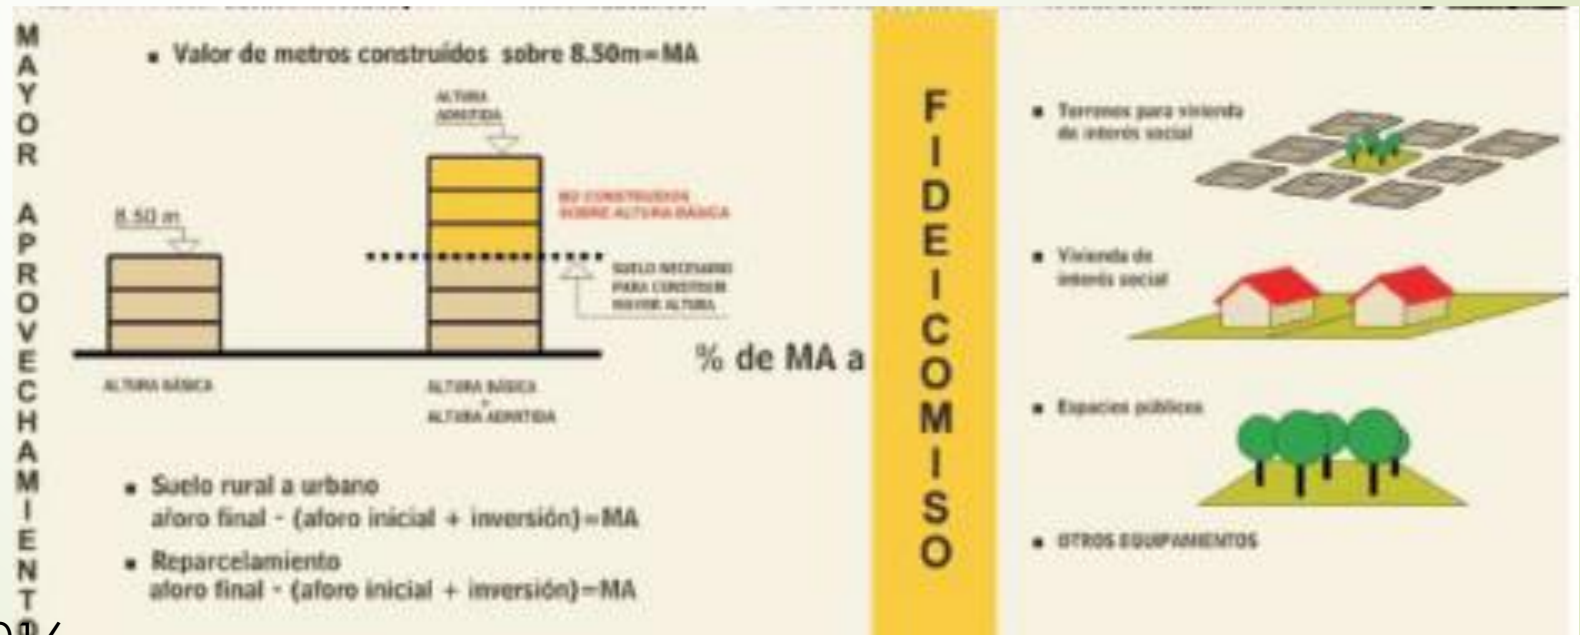 MAYOR APROVECHAMIENTO
▪ Valor de metros construídos sobre 8.50m=MA
ALTURA
ADMITIDA
8.50 m
M2 CONSTRUIDOS
SOBRE ALTURA BÁSICA
SUELO NECESARIO
PARA CONSTRUIR
MAYOR ALTURA
ALTURA BÁSICA
ALTURA BÁSICA
+
ALTURA ADMITIDA
% de MA a
▪ Suelo rural a urbano
aforo final - (aforo inicial + inversión)=MA
▪ Reparcelamiento
aforo final - (aforo inicial + inversión)=MA
FIDEICOMISO
▪ Terrenos para vivienda
de interés social
▪ Vivienda de
interés social
▪ Espacios públicos
▪ OTROS EQUIPAMIENTOS